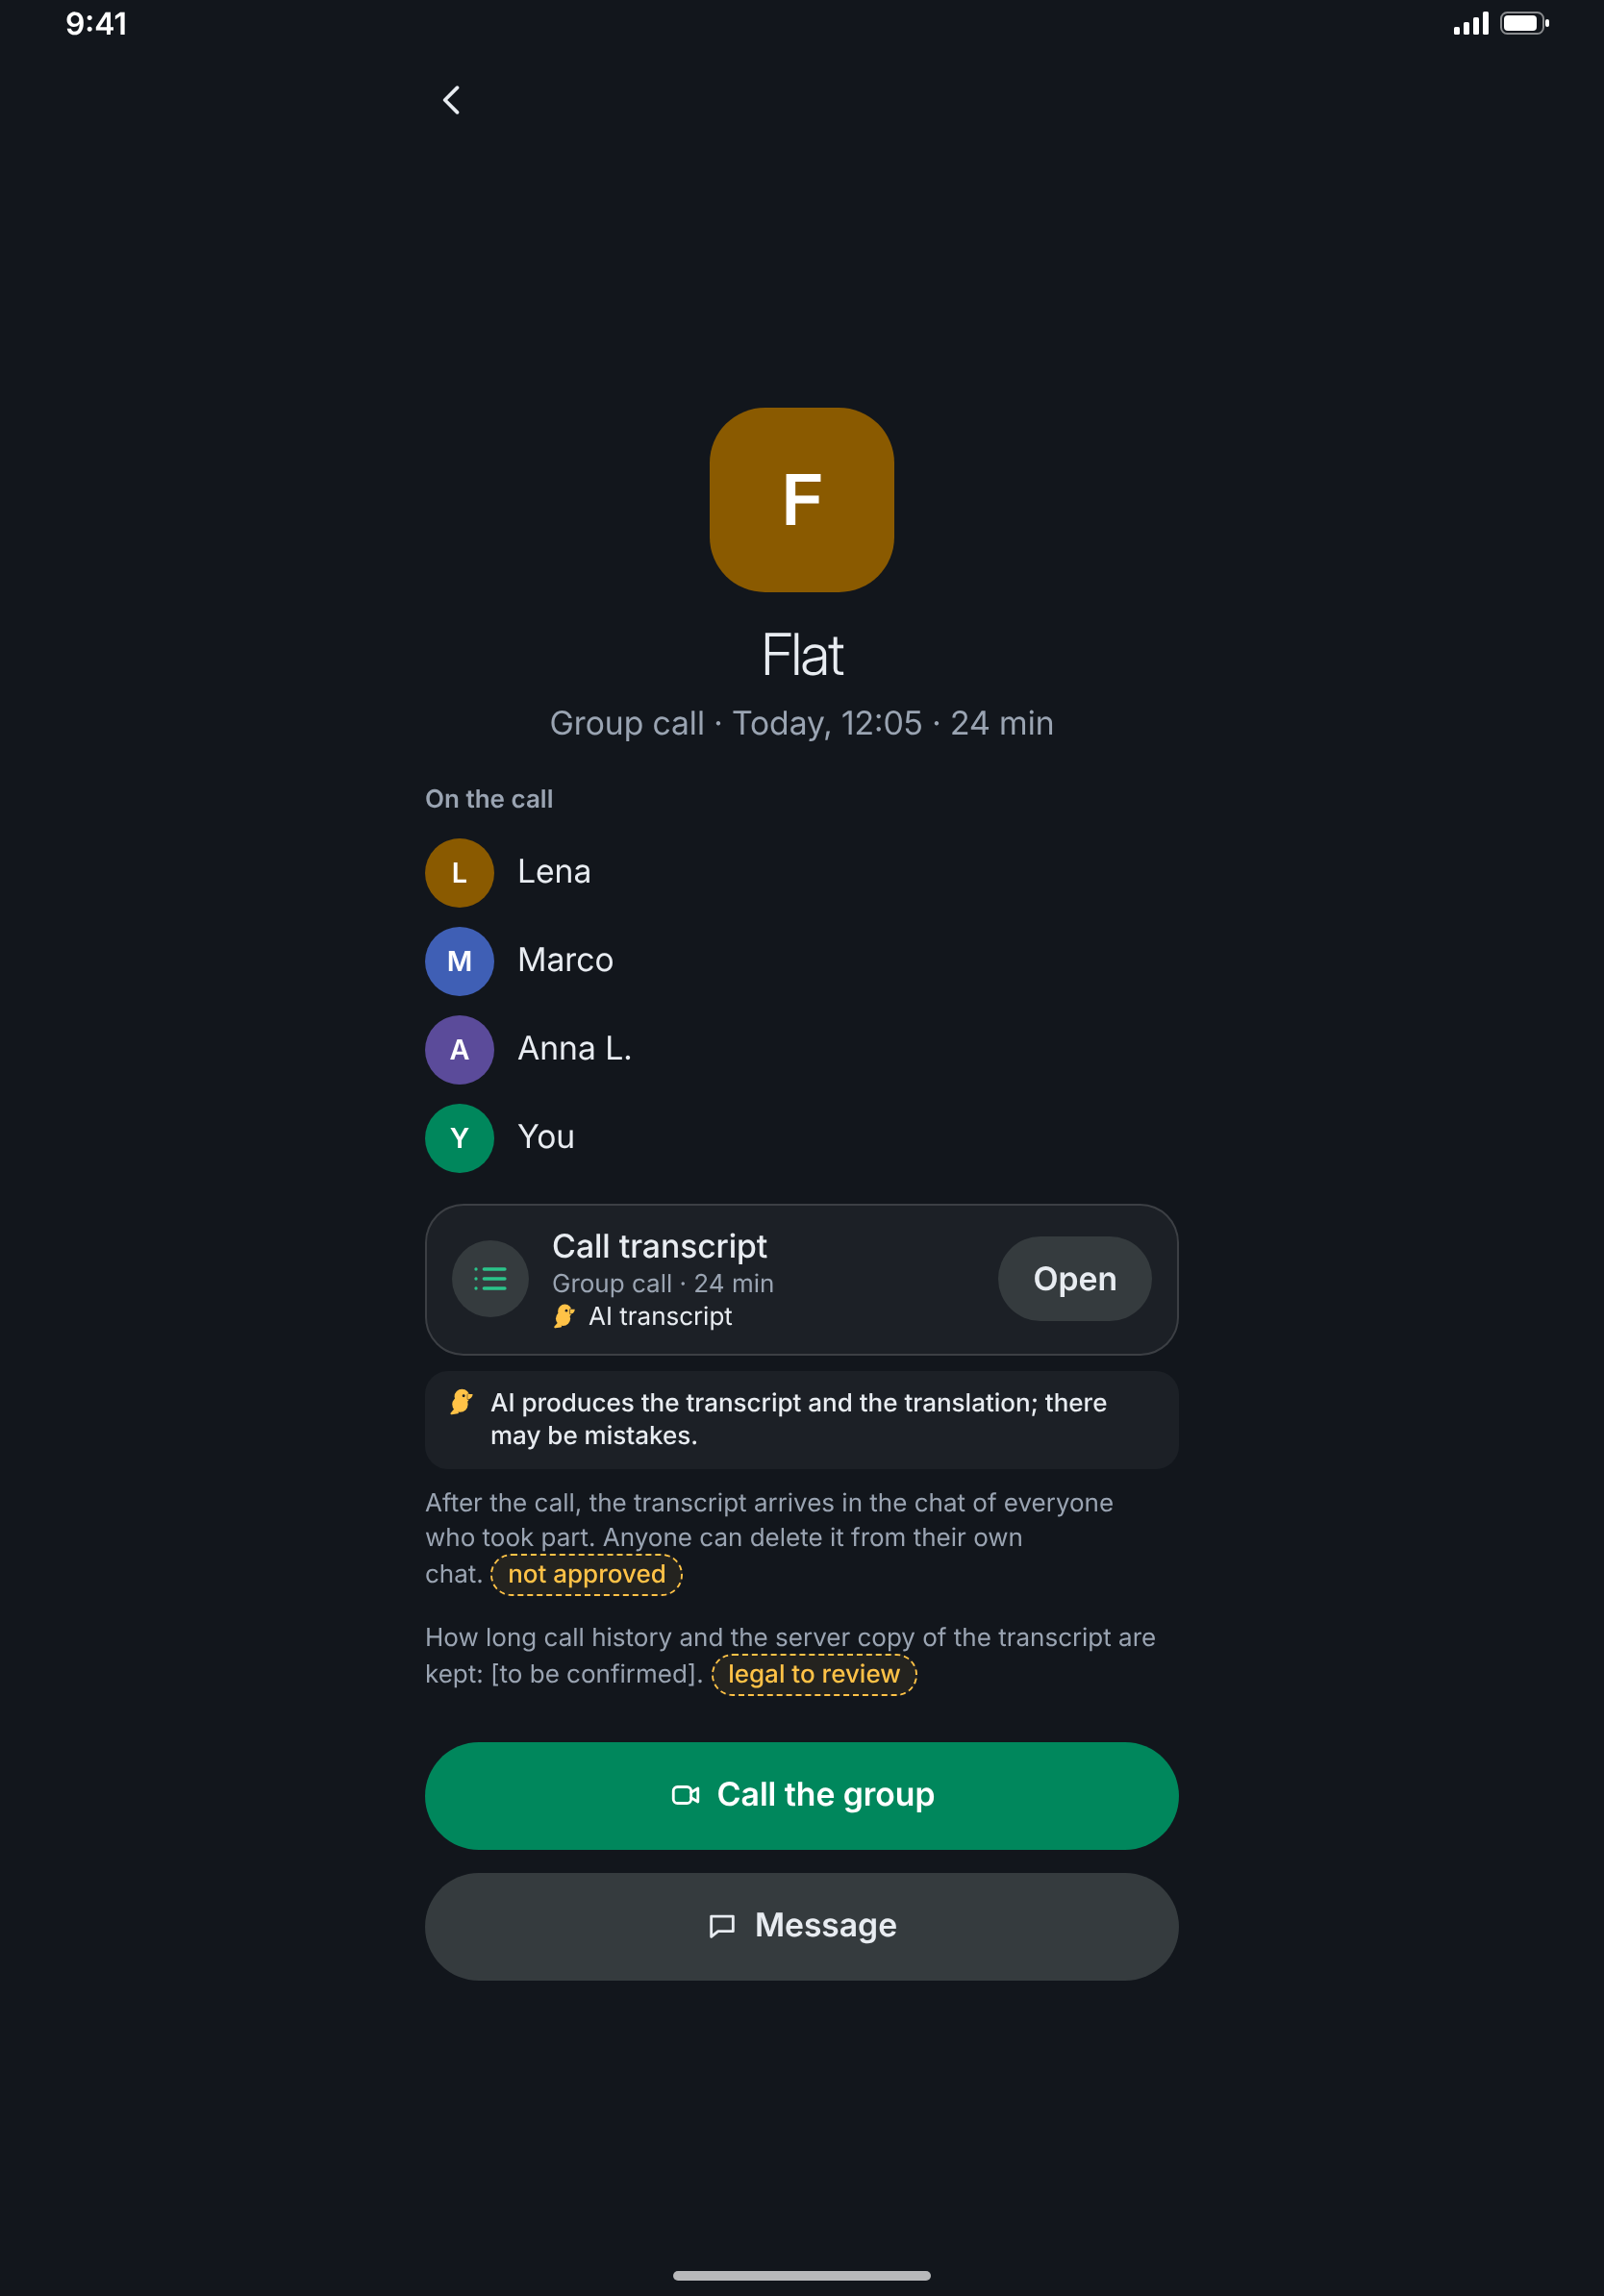 9:41
F
Flat
Group call · Today, 12:05 · 24 min
On the call
L Lena
M Marco
A Anna L.
Y You
Call transcript
Group call · 24 min
AI transcript
Open
AI produces the transcript and the translation; there
may be mistakes.
After the call, the transcript arrives in the chat of everyone
who took part. Anyone can delete it from their own
chat. not approved
How long call history and the server copy of the transcript are
kept: [to be confirmed]. legal to review
Call the group
Message